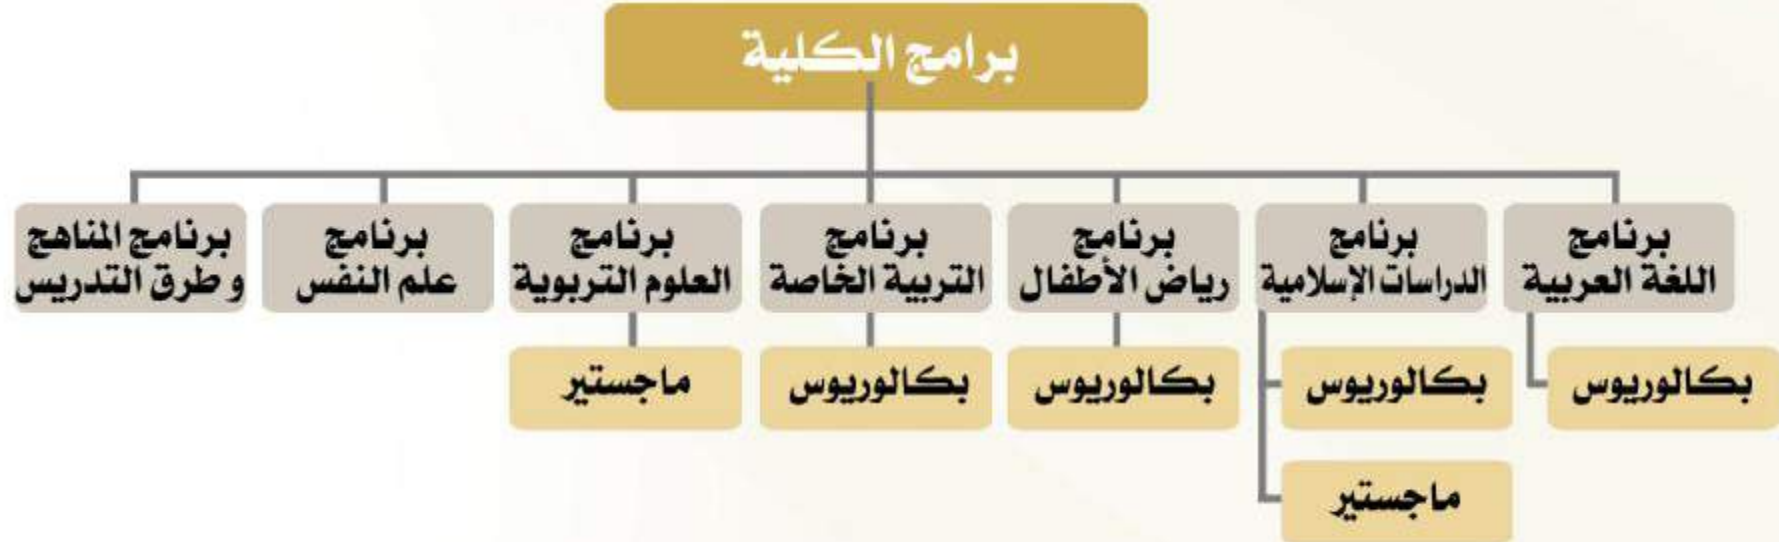 برامج الكلية
برنامج
اللغة العربية
برنامج
الدراسات الإسلامية
برنامج
رياض الأطفال
برنامج
التربية الخاصة
برنامج
العلوم التربوية
برنامج
علم النفس
برنامج المناهج
و طرق التدريس
بكالوريوس
بكالوريوس
بكالوريوس
بكالوريوس
ماجستير
ماجستير